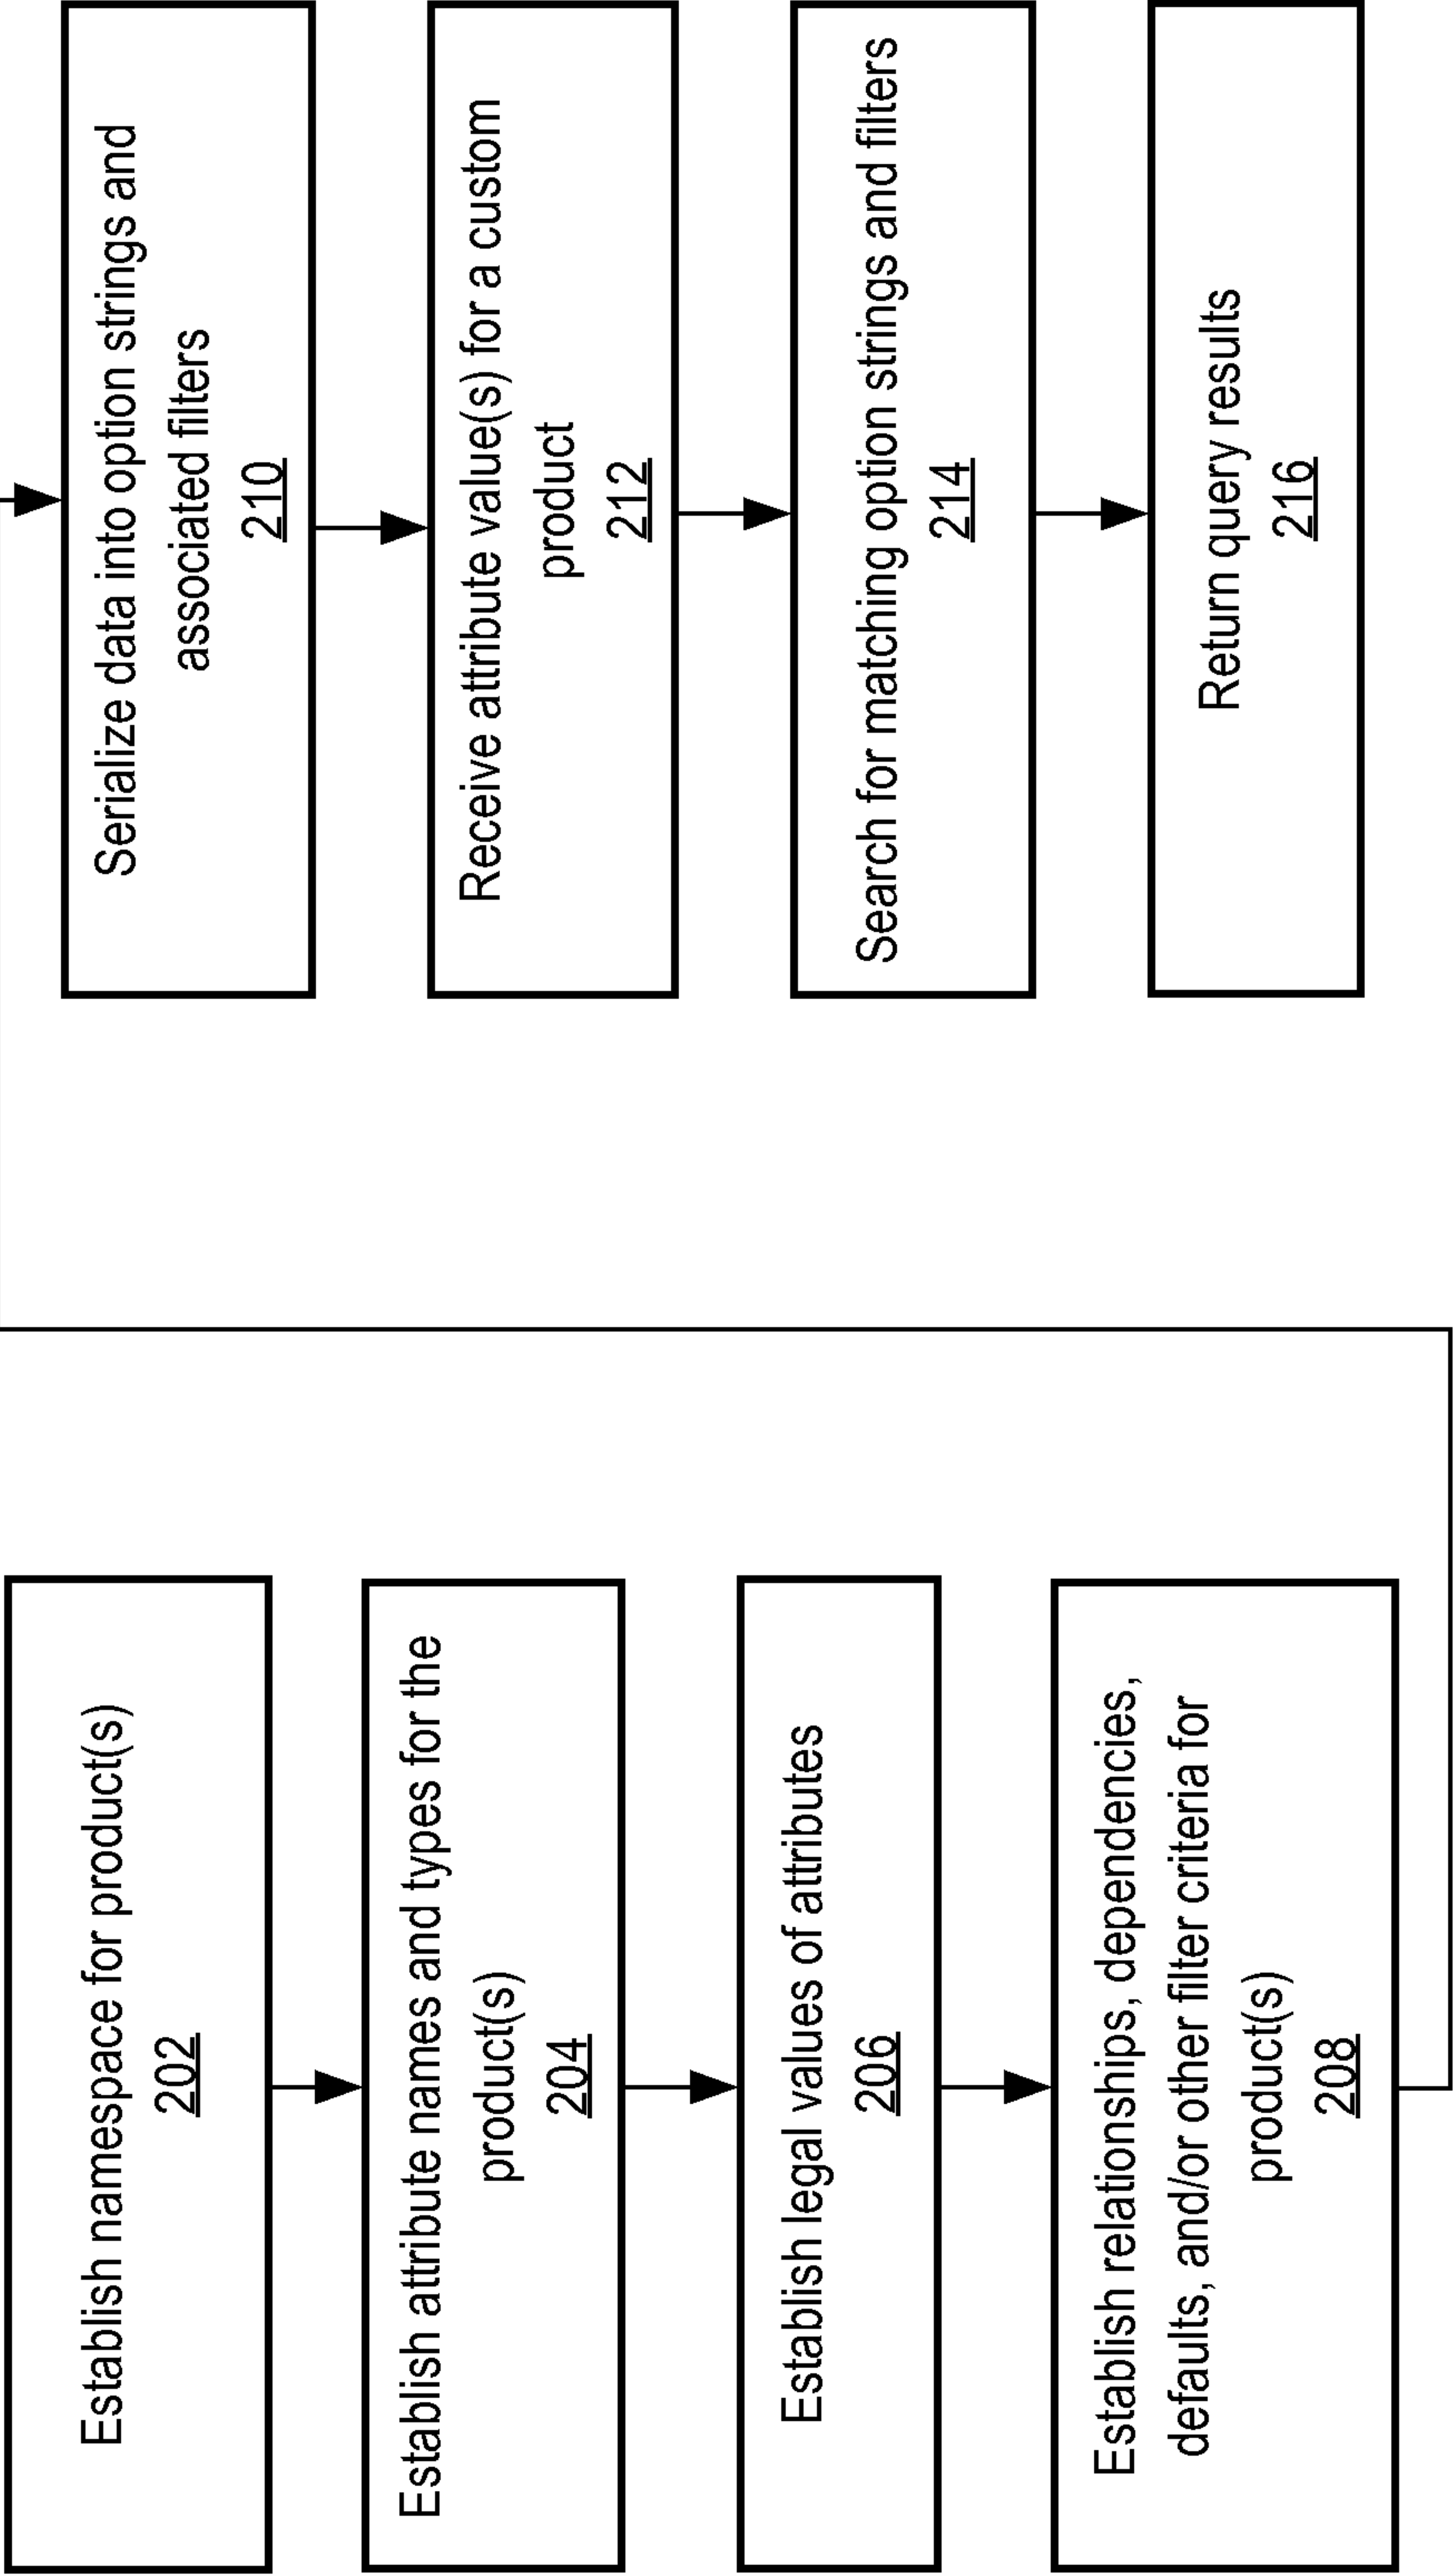 Establish namespace for product(s)
202
Establish attribute names and types for the
product(s)
204
Establish legal values of attributes
206
Establish relationships, dependencies,
defaults, and/or other filter criteria for
product(s)
208
Serialize data into option strings and
associated filters
210
Receive attribute value(s) for a custom
product
212
Search for matching option strings and filters
214
Return query results
216